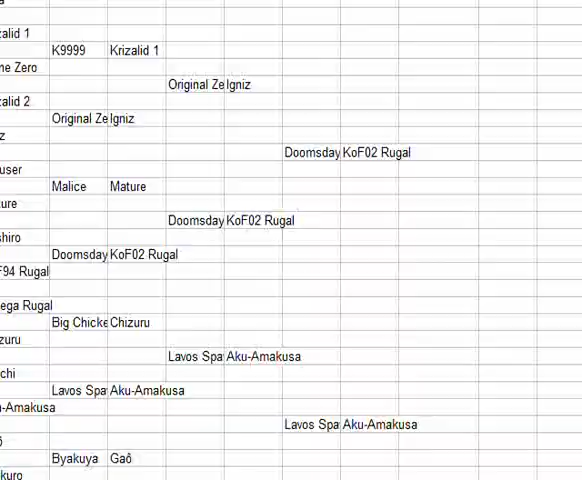 zalid 1
K9999 Krizalid 1
ne Zero
Original Ze Igniz
zalid 2
Original Ze Igniz
z
Doomsday KoF02 Rugal
user
Malice Mature
ture
Doomsday KoF02 Rugal
shiro
Doomsday KoF02 Rugal
F94 Rugal
ega Rugal
Big Chicke Chizuru
zuru
Lavos Spa Aku-Amakusa
chi
Lavos Spa Aku-Amakusa
-Amakusa
Lavos Spa Aku-Amakusa
ô
Byakuya Gaô
kuro